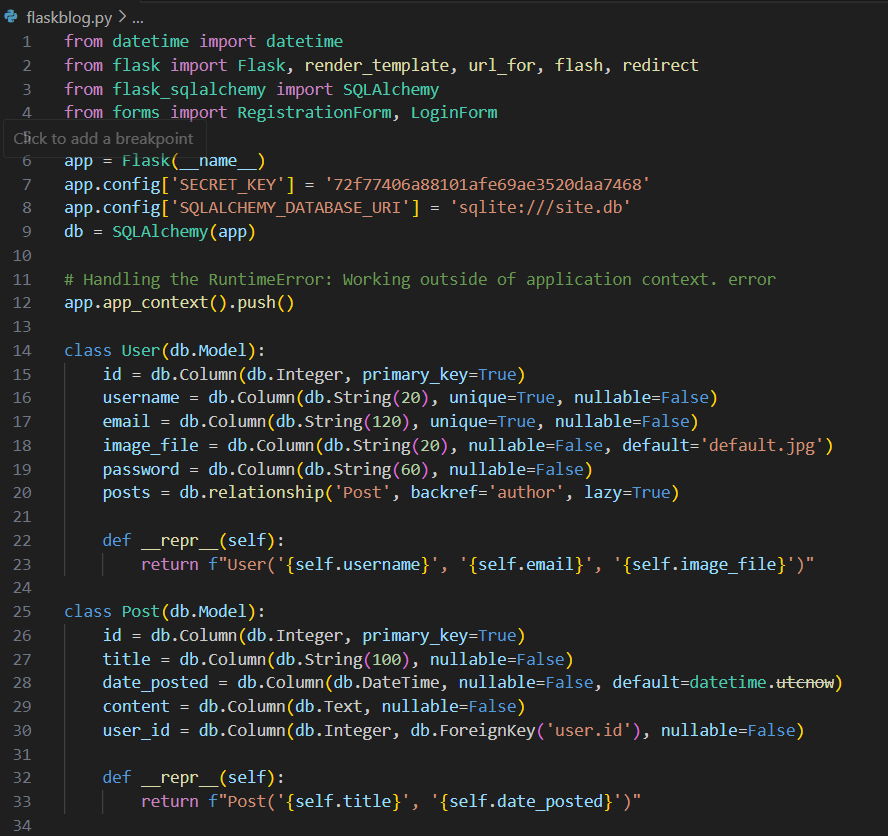 flaskblog.py > ...
1 from datetime import datetime
2 from flask import Flask, render_template, url_for, flash, redirect
3 from flask_sqlalchemy import SQLAlchemy
4 from forms import RegistrationForm, LoginForm
5 Click to add a breakpoint
6 app = Flask(__name__)
7 app.config['SECRET_KEY'] = '72f77406a88101afe69ae3520daa7468'
8 app.config['SQLALCHEMY_DATABASE_URI'] = 'sqlite:///site.db'
9 db = SQLAlchemy(app)
10
11 # Handling the RuntimeError: Working outside of application context. error
12 app.app_context().push()
13
14 class User(db.Model):
15     id = db.Column(db.Integer, primary_key=True)
16     username = db.Column(db.String(20), unique=True, nullable=False)
17     email = db.Column(db.String(120), unique=True, nullable=False)
18     image_file = db.Column(db.String(20), nullable=False, default='default.jpg')
19     password = db.Column(db.String(60), nullable=False)
20     posts = db.relationship('Post', backref='author', lazy=True)
21
22     def __repr__(self):
23         return f"User('{self.username}', '{self.email}', '{self.image_file}')"
24
25 class Post(db.Model):
26     id = db.Column(db.Integer, primary_key=True)
27     title = db.Column(db.String(100), nullable=False)
28     date_posted = db.Column(db.DateTime, nullable=False, default=datetime.utcnow)
29     content = db.Column(db.Text, nullable=False)
30     user_id = db.Column(db.Integer, db.ForeignKey('user.id'), nullable=False)
31
32     def __repr__(self):
33         return f"Post('{self.title}', '{self.date_posted}')"
34